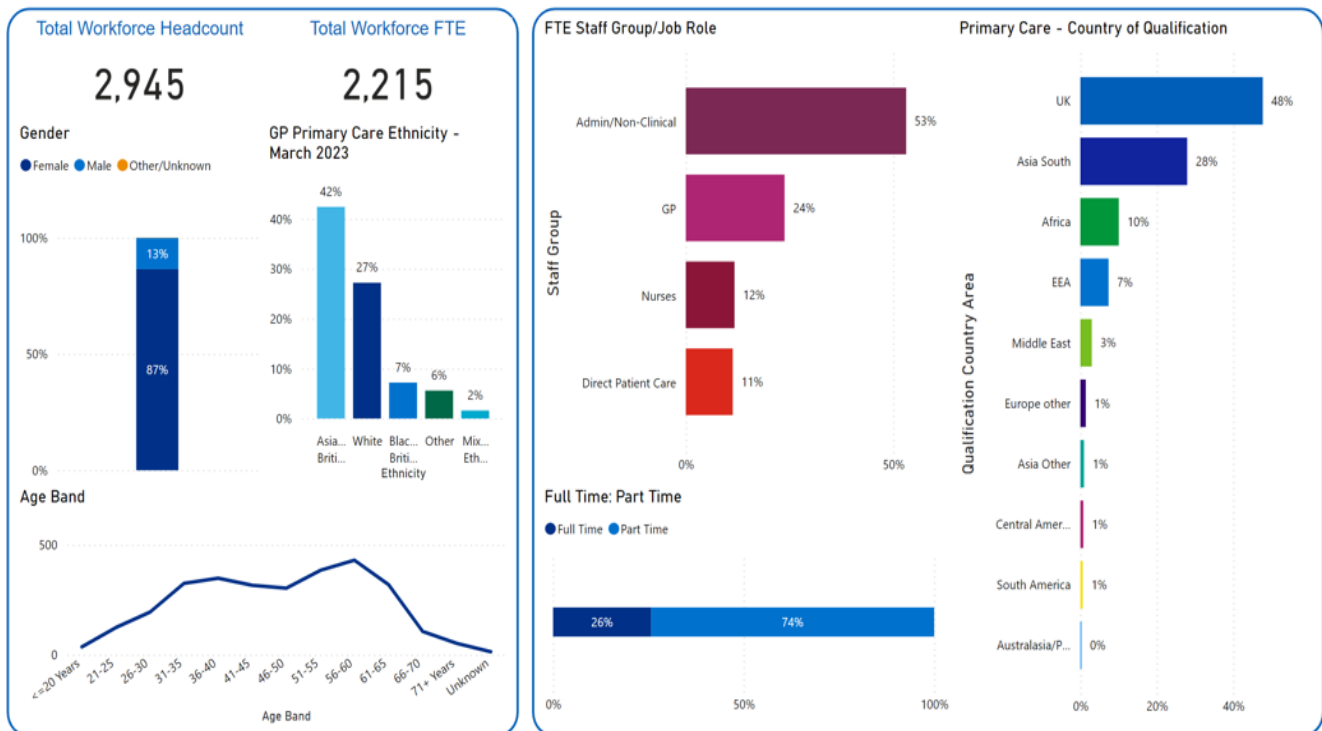 Total Workforce Headcount
Total Workforce FTE
2,945
2,215
Gender
Female Male Other/Unknown
100%
50%
0%
13%
87%
GP Primary Care Ethnicity -
March 2023
40%
30%
20%
10%
0%
42%
27%
7%
6%
2%
Asia... White Blac... Other Mix...
Briti... Briti... Eth...
Ethnicity
Age Band
500
0
<=20 Years
21-25
26-30
31-35
36-40
41-45
46-50
51-55
56-60
61-65
66-70
71+ Years
Unknown
Age Band
FTE Staff Group/Job Role
Staff Group
Admin/Non-Clinical 53%
GP 24%
Nurses 12%
Direct Patient Care 11%
0% 50%
Full Time: Part Time
Full Time Part Time
26% 74%
0% 50% 100%
Primary Care - Country of Qualification
Qualification Country Area
UK 48%
Asia South 28%
Africa 10%
EEA 7%
Middle East 3%
Europe other 1%
Asia Other 1%
Central Amer... 1%
South America 1%
Australasia/P... 0%
0% 20% 40%